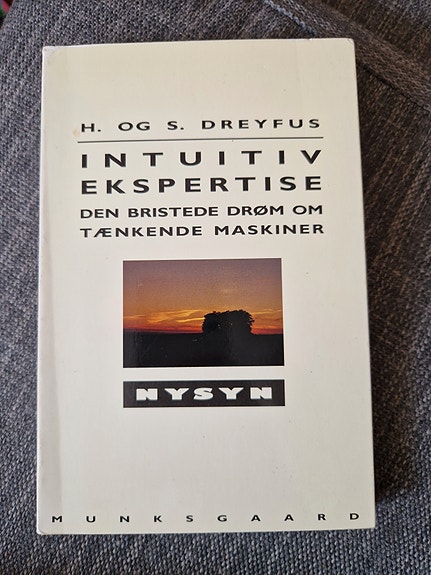 H. OG S. DREYFUS
INTUITIV
EKSPERTISE
DEN BRISTEDE DRØM OM
TÆNKENDE MASKINER
NYSYN
MUNKSGAARD